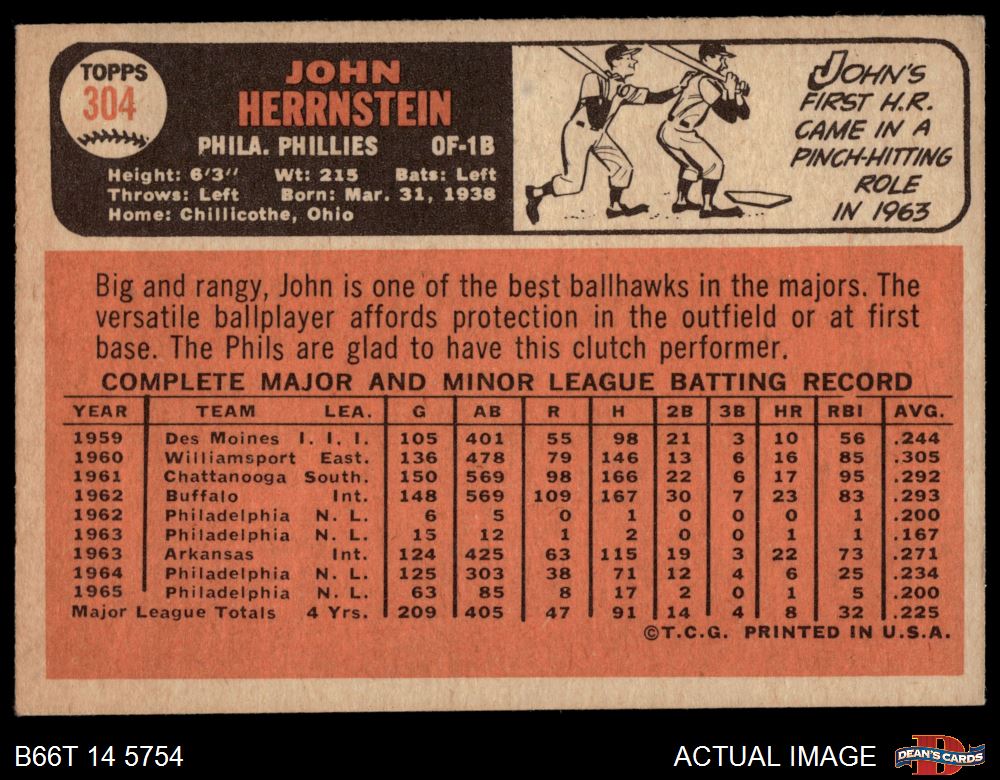 TOPPS
304
JOHN
HERRNSTEIN
PHILA. PHILLIES OF-1B
Height: 6'3" Wt: 215 Bats: Left
Throws: Left Born: Mar. 31, 1938
Home: Chillicothe, Ohio
JOHN'S
FIRST H.R.
CAME IN A
PINCH-HITTING
ROLE
IN 1963
Big and rangy, John is one of the best ballhawks in the majors. The
versatile ballplayer affords protection in the outfield or at first
base. The Phils are glad to have this clutch performer.
COMPLETE MAJOR AND MINOR LEAGUE BATTING RECORD
YEAR TEAM LEA. G AB R H 2B 3B HR RBI AVG.
1959 Des Moines I. I. I. 105 401 55 98 21 3 10 56 .244
1960 Williamsport East. 136 478 79 146 13 6 16 85 .305
1961 Chattanooga South. 150 569 98 166 22 6 17 95 .292
1962 Buffalo Int. 148 569 109 167 30 7 23 83 .293
1962 Philadelphia N. L. 6 5 0 1 0 0 0 1 .200
1963 Philadelphia N. L. 15 12 1 2 0 0 1 1 .167
1963 Arkansas Int. 124 425 63 115 19 3 22 73 .271
1964 Philadelphia N. L. 125 303 38 71 12 4 6 25 .234
1965 Philadelphia N. L. 63 85 8 17 2 0 1 5 .200
Major League Totals 4 Yrs. 209 405 47 91 14 4 8 32 .225
©T.C.G. PRINTED IN U.S.A.
B66T 14 5754
ACTUAL IMAGE
DEAN'S CARDS